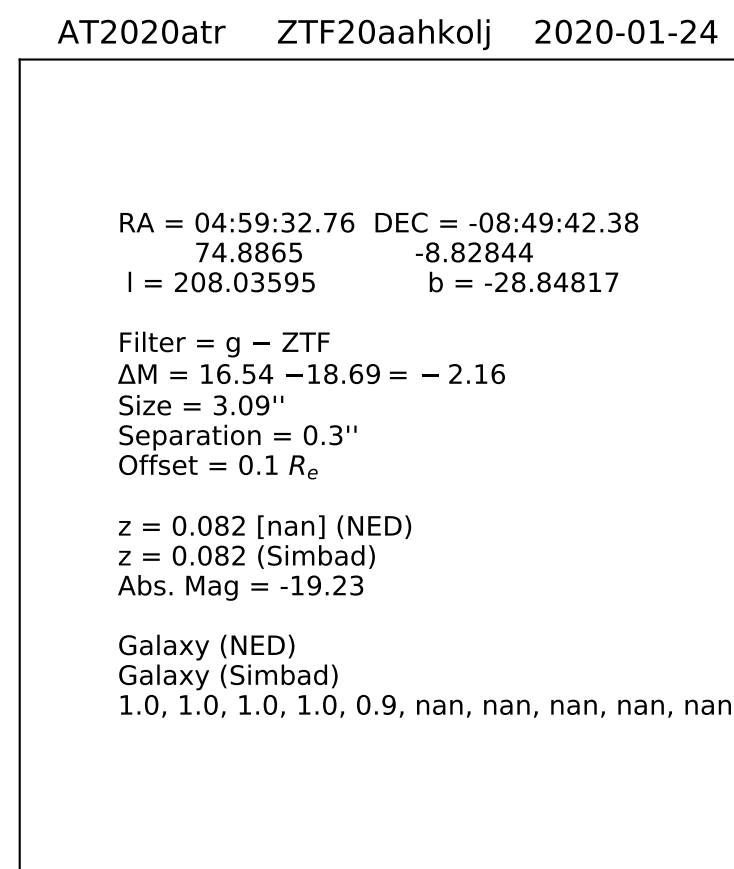 AT2020atr ZTF20aahkolj 2020-01-24
RA = 04:59:32.76 DEC = -08:49:42.38
74.8865 -8.82844
l = 208.03595 b = -28.84817
Filter = g − ZTF
ΔM = 16.54 −18.69 = − 2.16
Size = 3.09''
Separation = 0.3''
Offset = 0.1 Rₑ
z = 0.082 [nan] (NED)
z = 0.082 (Simbad)
Abs. Mag = -19.23
Galaxy (NED)
Galaxy (Simbad)
1.0, 1.0, 1.0, 1.0, 0.9, nan, nan, nan, nan, nan